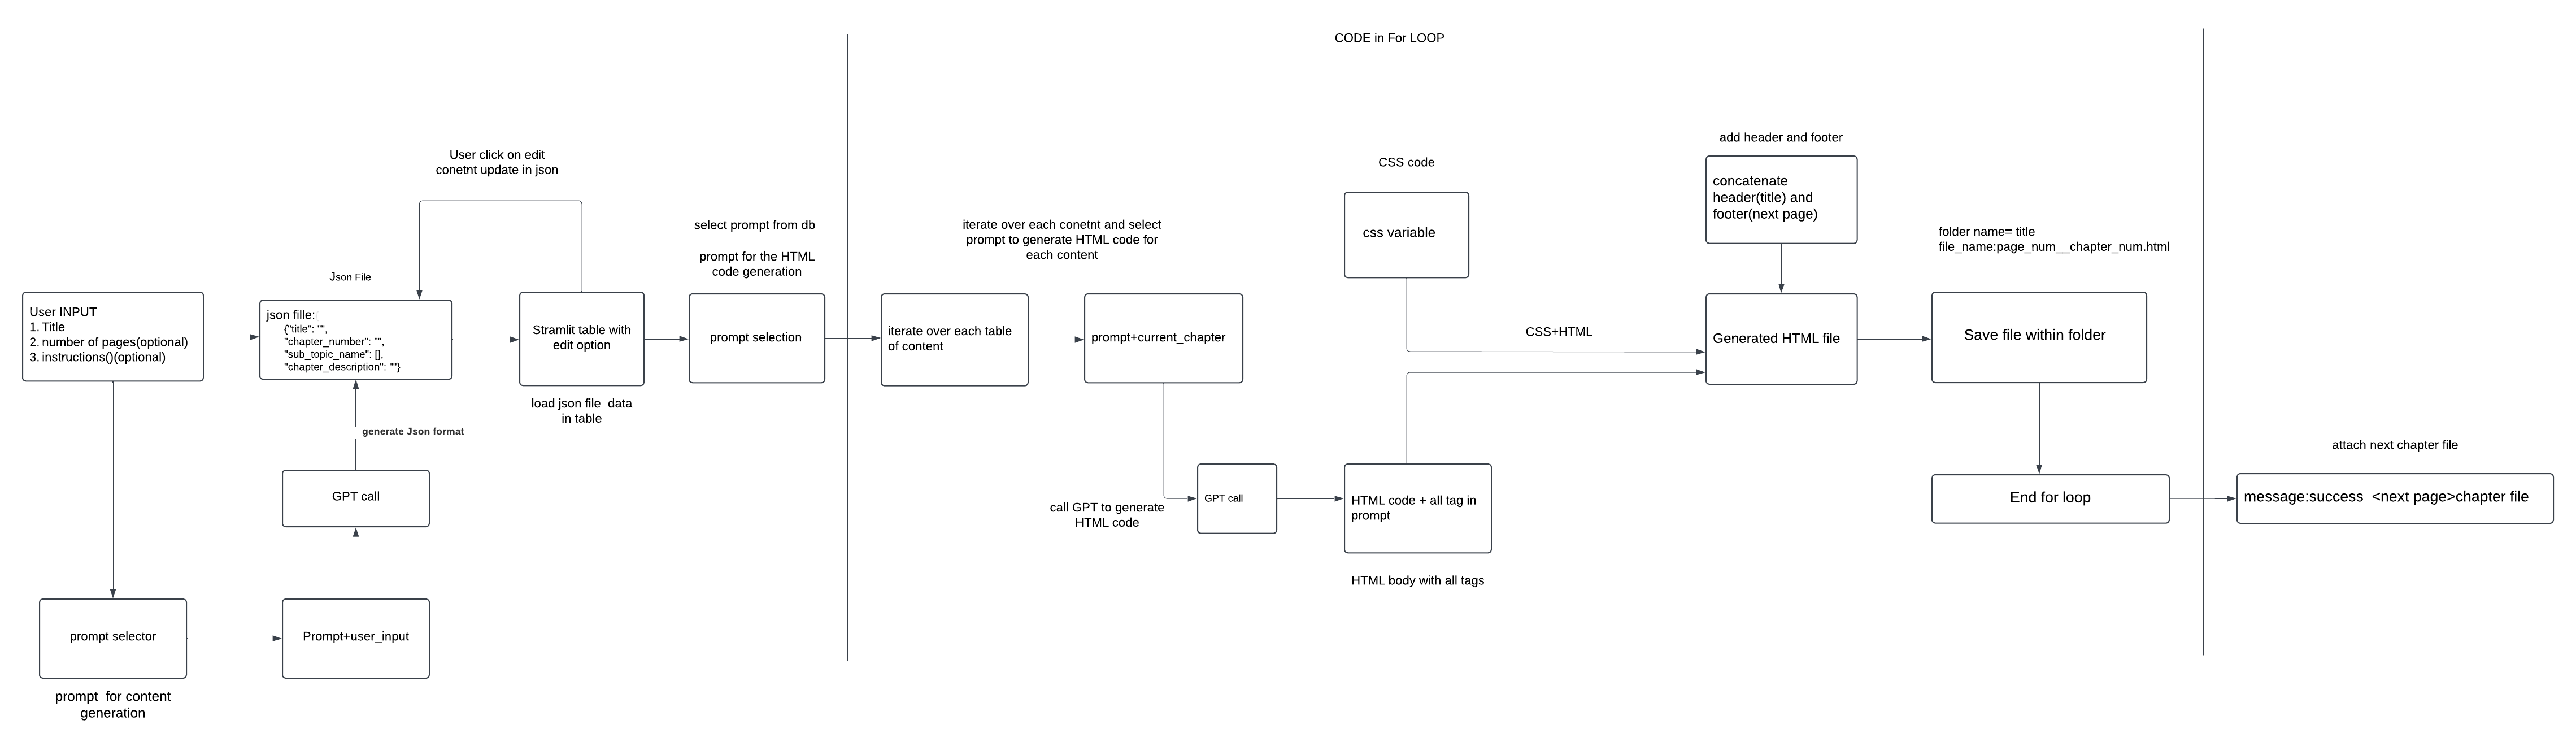 CODE in For LOOP
User click on edit
conetnt update in json
Json File
User INPUT
1. Title
2. number of pages(optional)
3. instructions()(optional)
json fille:
{"title": "",
"chapter_number": "",
"sub_topic_name": [],
"chapter_description": ""}
generate Json format
GPT call
prompt selector
prompt  for content
generation
Prompt+user_input
Stramlit table with
edit option
load json file  data
in table
select prompt from db
prompt for the HTML
code generation
prompt selection
iterate over each conetnt and select
prompt to generate HTML code for
each content
iterate over each table
of content
prompt+current_chapter
call GPT to generate
HTML code
GPT call
CSS code
css variable
CSS+HTML
HTML code + all tag in
prompt
HTML body with all tags
add header and footer
concatenate
header(title) and
footer(next page)
Generated HTML file
folder name= title
file_name:page_num__chapter_num.html
Save file within folder
End for loop
attach next chapter file
message:success  <next page>chapter file